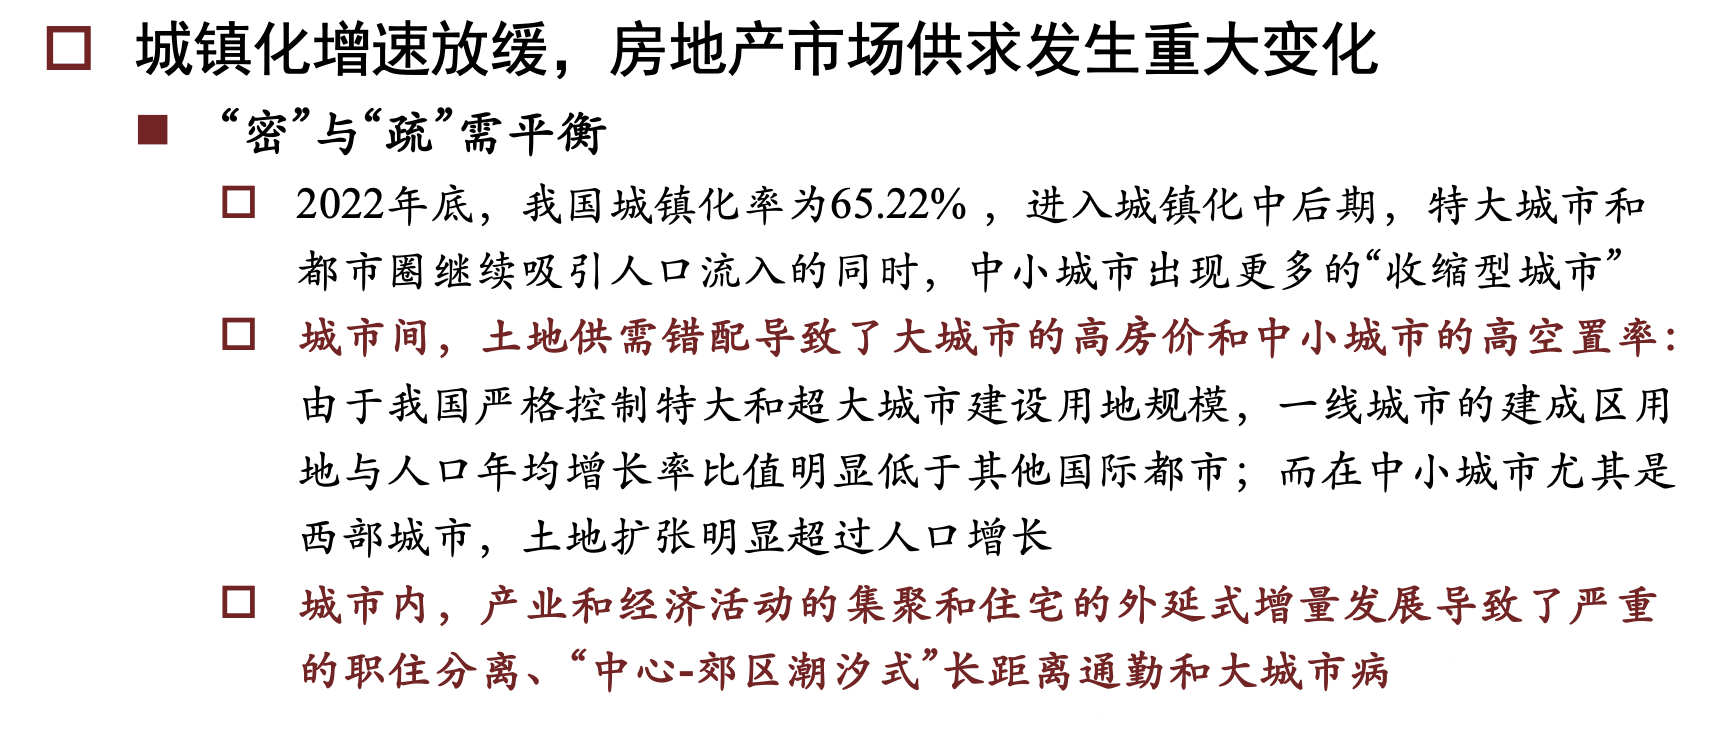 城镇化增速放缓，房地产市场供求发生重大变化
“密”与“疏”需平衡
2022年底，我国城镇化率为65.22%，进入城镇化中后期，特大城市和
都市圈继续吸引人口流入的同时，中小城市出现更多的“收缩型城市”
城市间，土地供需错配导致了大城市的高房价和中小城市的高空置率：
由于我国严格控制特大和超大城市建设用地规模，一线城市的建成区用
地与人口年均增长率比值明显低于其他国际都市；而在中小城市尤其是
西部城市，土地扩张明显超过人口增长
城市内，产业和经济活动的集聚和住宅的外延式增量发展导致了严重
的职住分离、“中心-郊区潮汐式”长距离通勤和大城市病